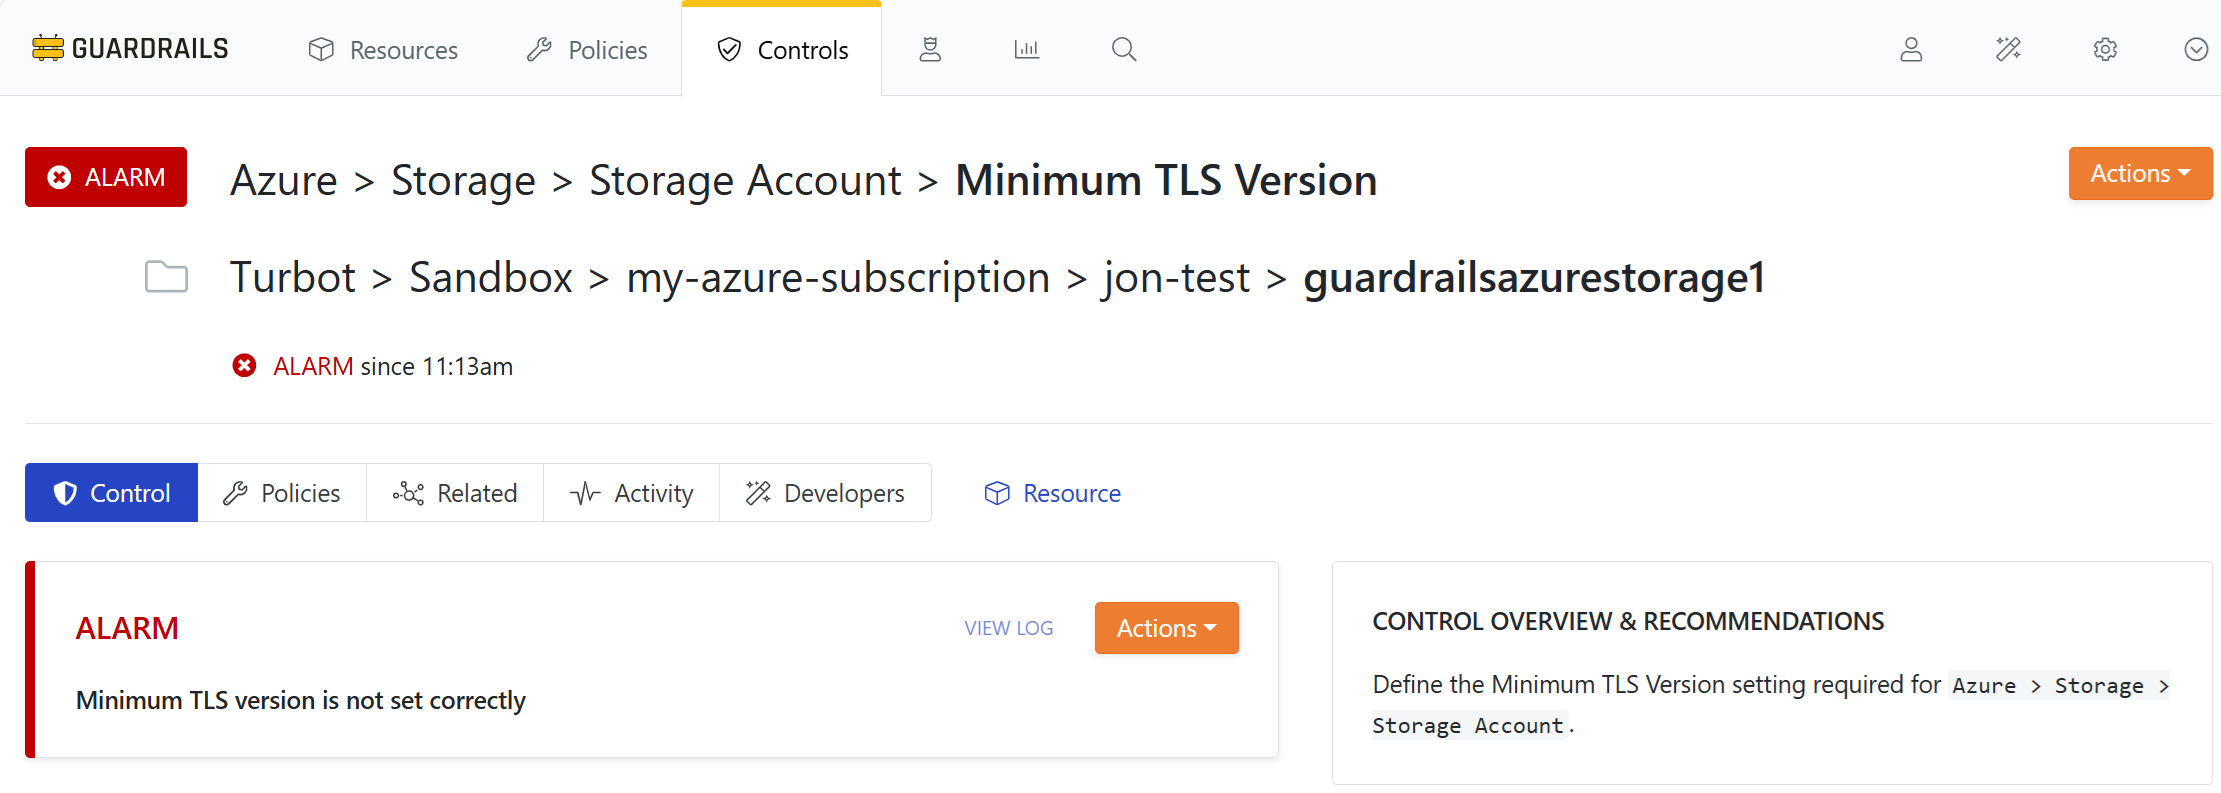 GUARDRAILS Resources Policies Controls
ALARM Azure > Storage > Storage Account > Minimum TLS Version Actions
Turbot > Sandbox > my-azure-subscription > jon-test > guardrailsazurestorage1
ALARM since 11:13am
Control Policies Related Activity Developers Resource
ALARM VIEW LOG Actions
Minimum TLS version is not set correctly
CONTROL OVERVIEW & RECOMMENDATIONS
Define the Minimum TLS Version setting required for Azure > Storage >
Storage Account.